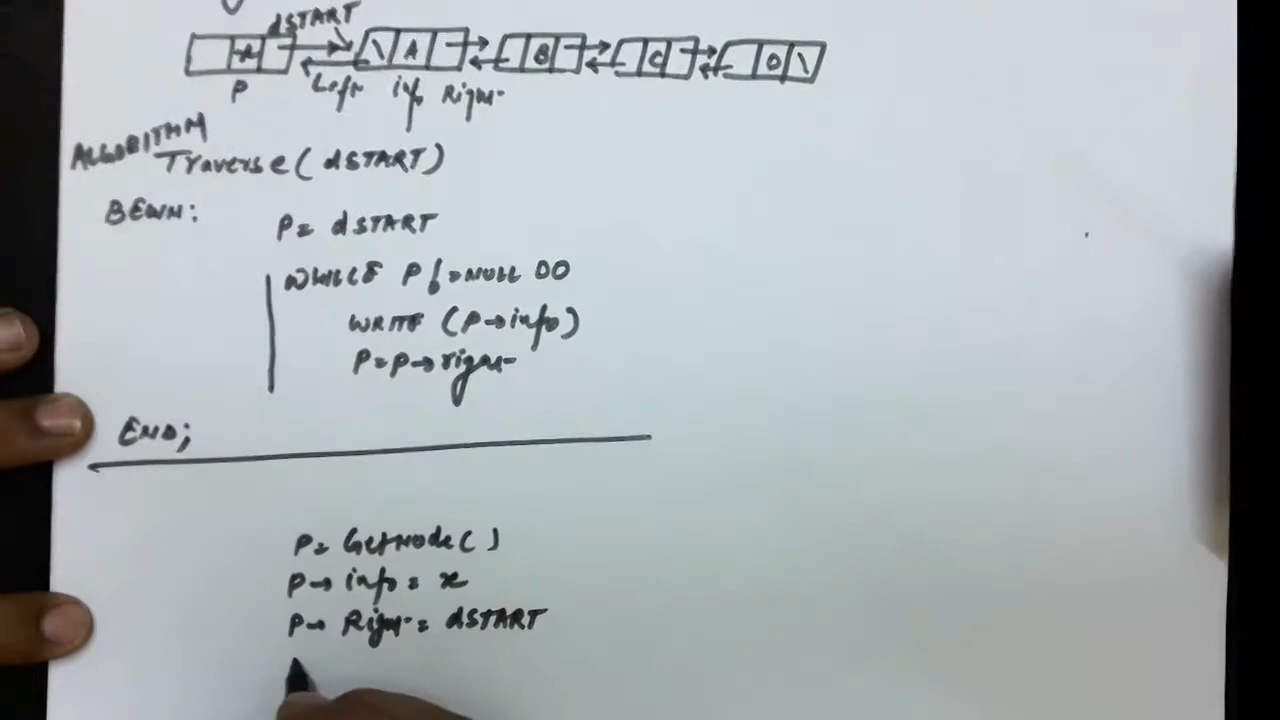 dSTART
x A B C D
P Left info Right
ALGORITHM
Traverse(dSTART)
BEGIN:
P= dSTART
WHILE P != NULL DO
WRITE (P→info)
P=P→right
END;
P= GetNode( )
P→ info = x
P→ Right = dSTART